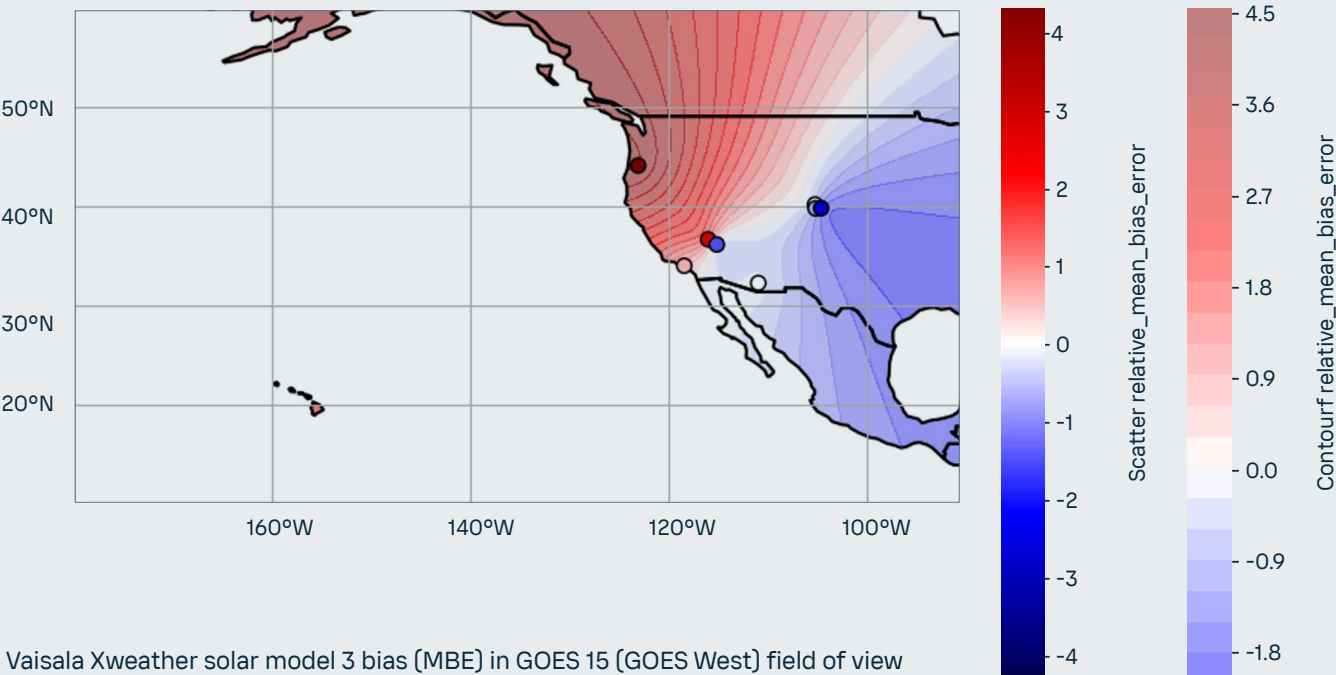 50°N
40°N
30°N
20°N
160°W
140°W
120°W
100°W
4
3
2
1
0
-1
-2
-3
-4
Scatter relative_mean_bias_error
4.5
3.6
2.7
1.8
0.9
0.0
-0.9
-1.8
Contourf relative_mean_bias_error
Vaisala Xweather solar model 3 bias (MBE) in GOES 15 (GOES West) field of view